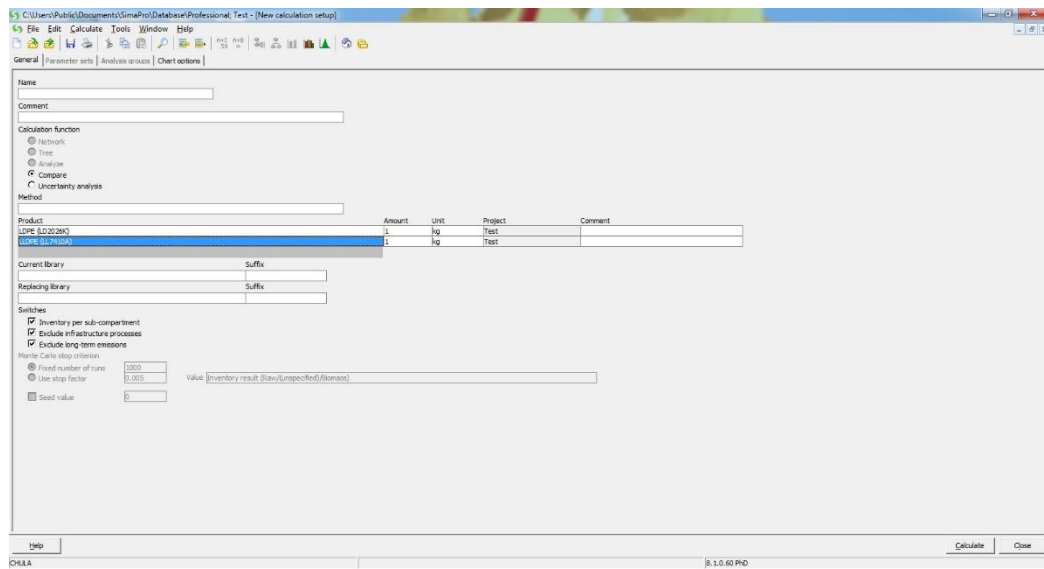 C:\Users\Public\Documents\SimaPro\Database\Professional; Test - [New calculation setup]
File Edit Calculate Tools Window Help
General Parameter sets Analysis groups Chart options
Name
Comment
Calculation function
Network
Tree
Analyze
Compare
Uncertainty analysis
Method
Product Amount Unit Project Comment
LDPE (LD2026K) 1 kg Test
LLDPE (LL7410A) 1 kg Test
Current library Suffix
Replacing library Suffix
Switches
Inventory per sub-compartment
Exclude infrastructure processes
Exclude long-term emissions
Monte Carlo stop criterion
Fixed number of runs 1000
Use stop factor 0.005 Value Inventory result (Raw/(unspecified)/Biomass)
Seed value 0
Help Calculate Close
CHULA 8.1.0.60 PhD